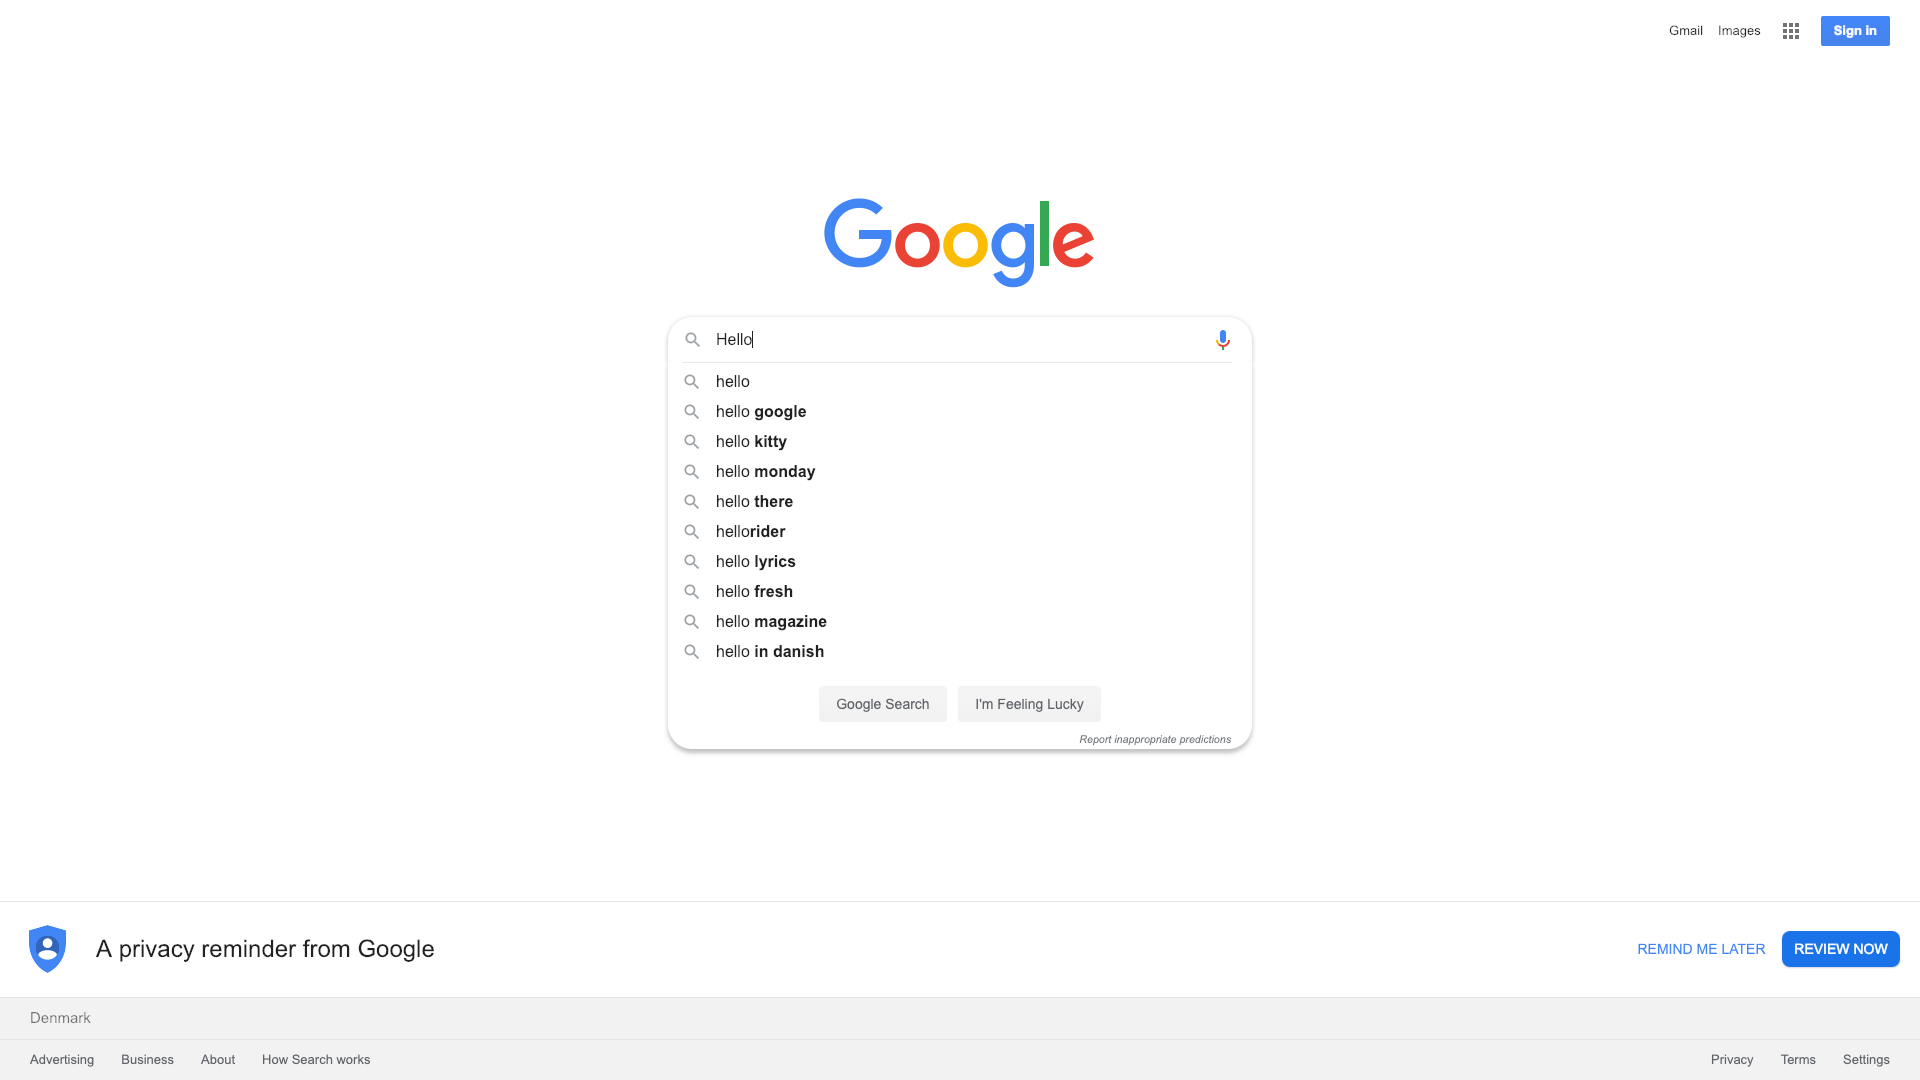 Gmail Images Sign in
Google
Hello
hello
hello google
hello kitty
hello monday
hello there
hellorider
hello lyrics
hello fresh
hello magazine
hello in danish
Google Search I'm Feeling Lucky
Report inappropriate predictions
A privacy reminder from Google REMIND ME LATER REVIEW NOW
Denmark
Advertising Business About How Search works Privacy Terms Settings